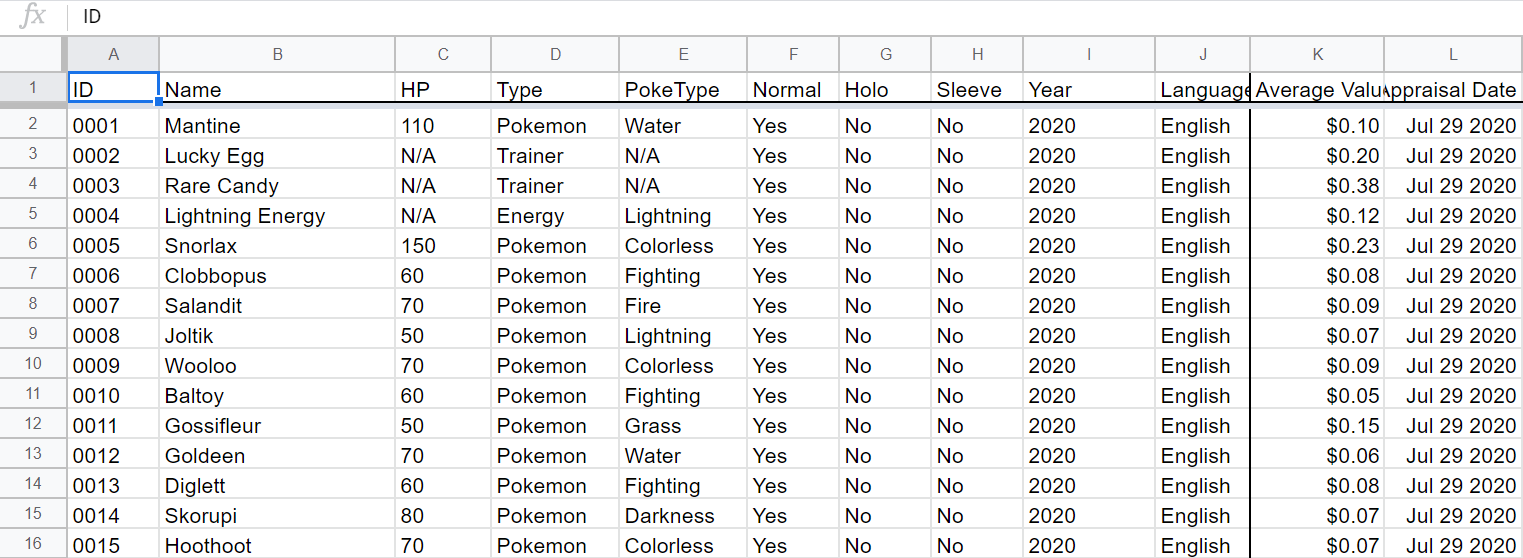 fx ID
A B C D E F G H I J K L
1 ID Name HP Type PokeType Normal Holo Sleeve Year Language Average Valu ppraisal Date
2 0001 Mantine 110 Pokemon Water Yes No No 2020 English $0.10 Jul 29 2020
3 0002 Lucky Egg N/A Trainer N/A Yes No No 2020 English $0.20 Jul 29 2020
4 0003 Rare Candy N/A Trainer N/A Yes No No 2020 English $0.38 Jul 29 2020
5 0004 Lightning Energy N/A Energy Lightning Yes No No 2020 English $0.12 Jul 29 2020
6 0005 Snorlax 150 Pokemon Colorless Yes No No 2020 English $0.23 Jul 29 2020
7 0006 Clobbopus 60 Pokemon Fighting Yes No No 2020 English $0.08 Jul 29 2020
8 0007 Salandit 70 Pokemon Fire Yes No No 2020 English $0.09 Jul 29 2020
9 0008 Joltik 50 Pokemon Lightning Yes No No 2020 English $0.07 Jul 29 2020
10 0009 Wooloo 70 Pokemon Colorless Yes No No 2020 English $0.09 Jul 29 2020
11 0010 Baltoy 60 Pokemon Fighting Yes No No 2020 English $0.05 Jul 29 2020
12 0011 Gossifleur 50 Pokemon Grass Yes No No 2020 English $0.15 Jul 29 2020
13 0012 Goldeen 70 Pokemon Water Yes No No 2020 English $0.06 Jul 29 2020
14 0013 Diglett 60 Pokemon Fighting Yes No No 2020 English $0.08 Jul 29 2020
15 0014 Skorupi 80 Pokemon Darkness Yes No No 2020 English $0.07 Jul 29 2020
16 0015 Hoothoot 70 Pokemon Colorless Yes No No 2020 English $0.07 Jul 29 2020